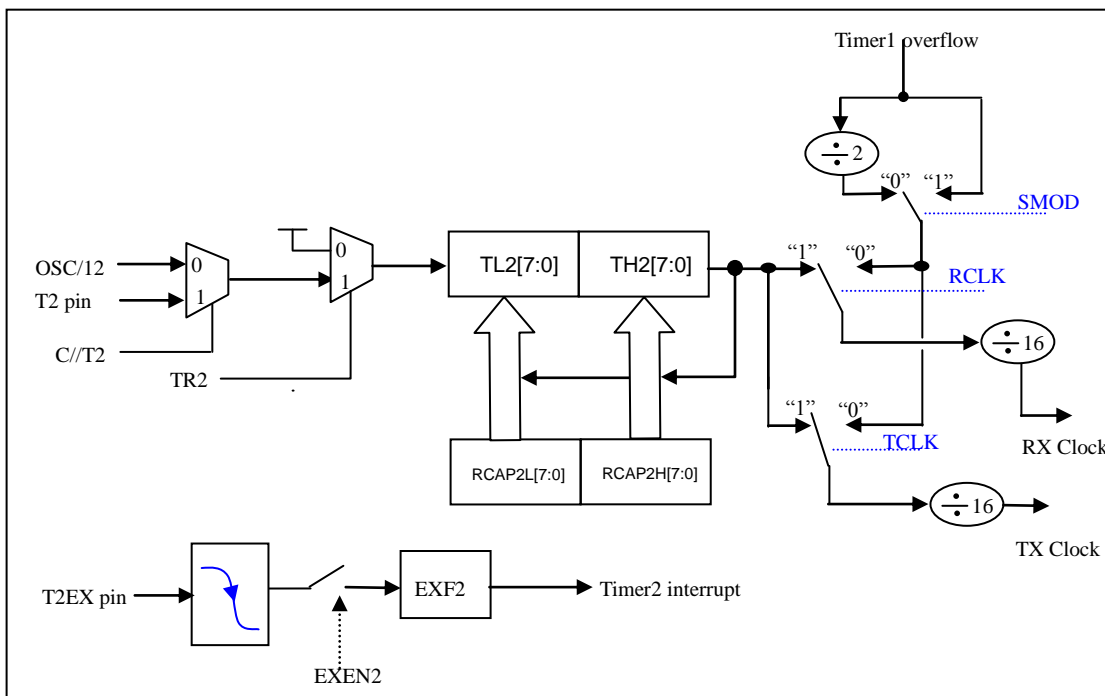 Timer1 overflow
÷ 2
“0” “1”
SMOD
OSC/12
0
T2 pin
1
C//T2
0
1
TR2
TL2[7:0]
TH2[7:0]
“1” “0”
RCLK
÷ 16
RX Clock
“1” “0”
TCLK
÷ 16
TX Clock
RCAP2L[7:0]
RCAP2H[7:0]
T2EX pin
EXF2
Timer2 interrupt
EXEN2